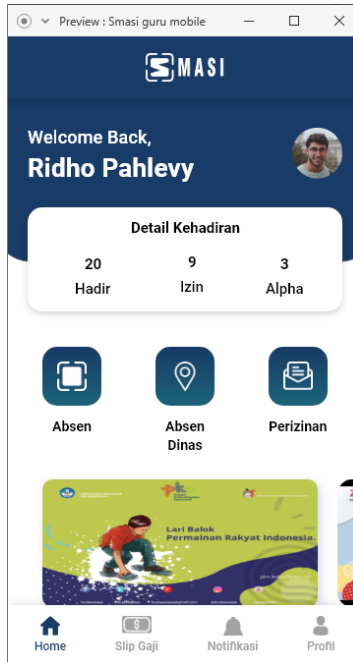 Preview : Smasi guru mobile
SMASI
Welcome Back,
Ridho Pahlevy
Detail Kehadiran
20 9 3
Hadir Izin Alpha
Absen Absen Dinas Perizinan
Lari Balok
Permainan Rakyat Indonesia.
Home Slip Gaji Notifikasi Profil